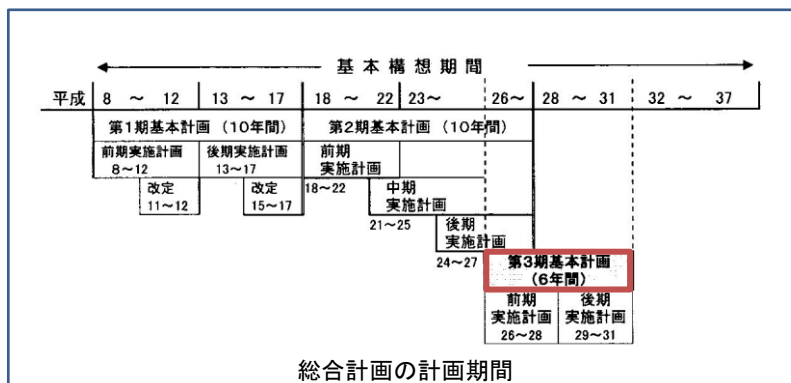 基本構想期間
平成 8 ～ 12 13 ～ 17 18 ～ 22 23～ 26～ 28 ～ 31 32 ～ 37
第1期基本計画（10年間） 第2期基本計画（10年間）
前期実施計画
8～12
後期実施計画
13～17
前期
実施計画
18～22
改定
11～12
改定
15～17
中期
実施計画
21～25
後期
実施計画
24～27
第3期基本計画
（6年間）
前期
実施計画
26～28
後期
実施計画
29～31
総合計画の計画期間